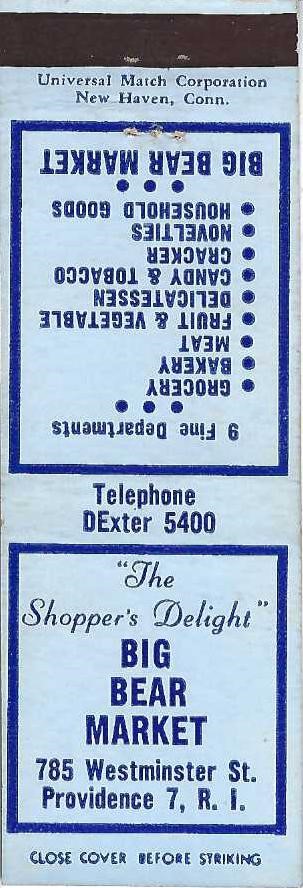 Universal Match Corporation
New Haven, Conn.
9 Fine Departments
GROCERY
BAKERY
MEAT
FRUIT & VEGETABLE
DELICATESSEN
CANDY & TOBACCO
CRACKER
NOVELTIES
HOUSEHOLD GOODS
BIG BEAR MARKET
Telephone
DExter 5400
"The
Shopper's Delight"
BIG
BEAR
MARKET
785 Westminster St.
Providence 7, R. I.
CLOSE COVER BEFORE STRIKING